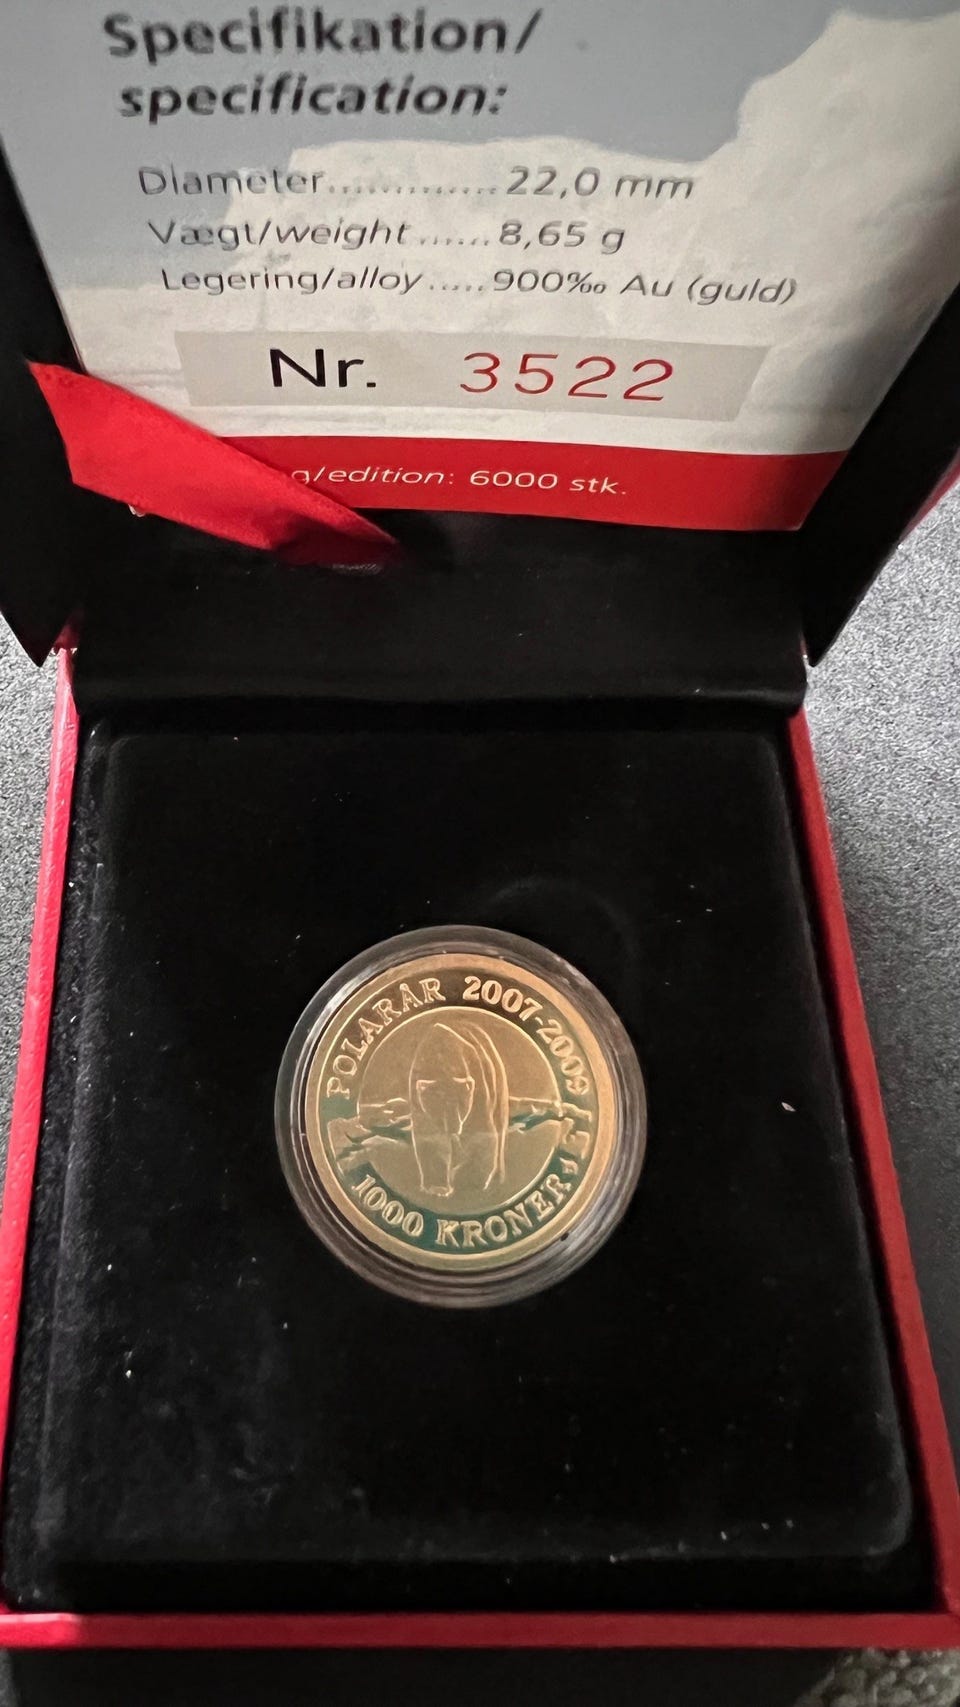 Specifikation/
specification:
Diameter.............22,0 mm
Vægt/weight......8,65 g
Legering/alloy.....900‰ Au (guld)
Nr. 3522
g/edition: 6000 stk.
POLARÅR 2007-2009
1000 KRONER